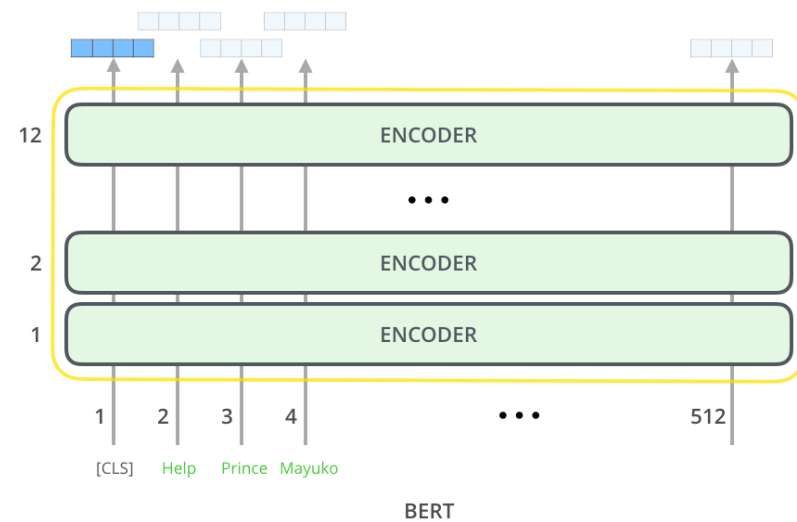 12 ENCODER
...
2 ENCODER
1 ENCODER
1 2 3 4 ... 512
[CLS] Help Prince Mayuko
BERT